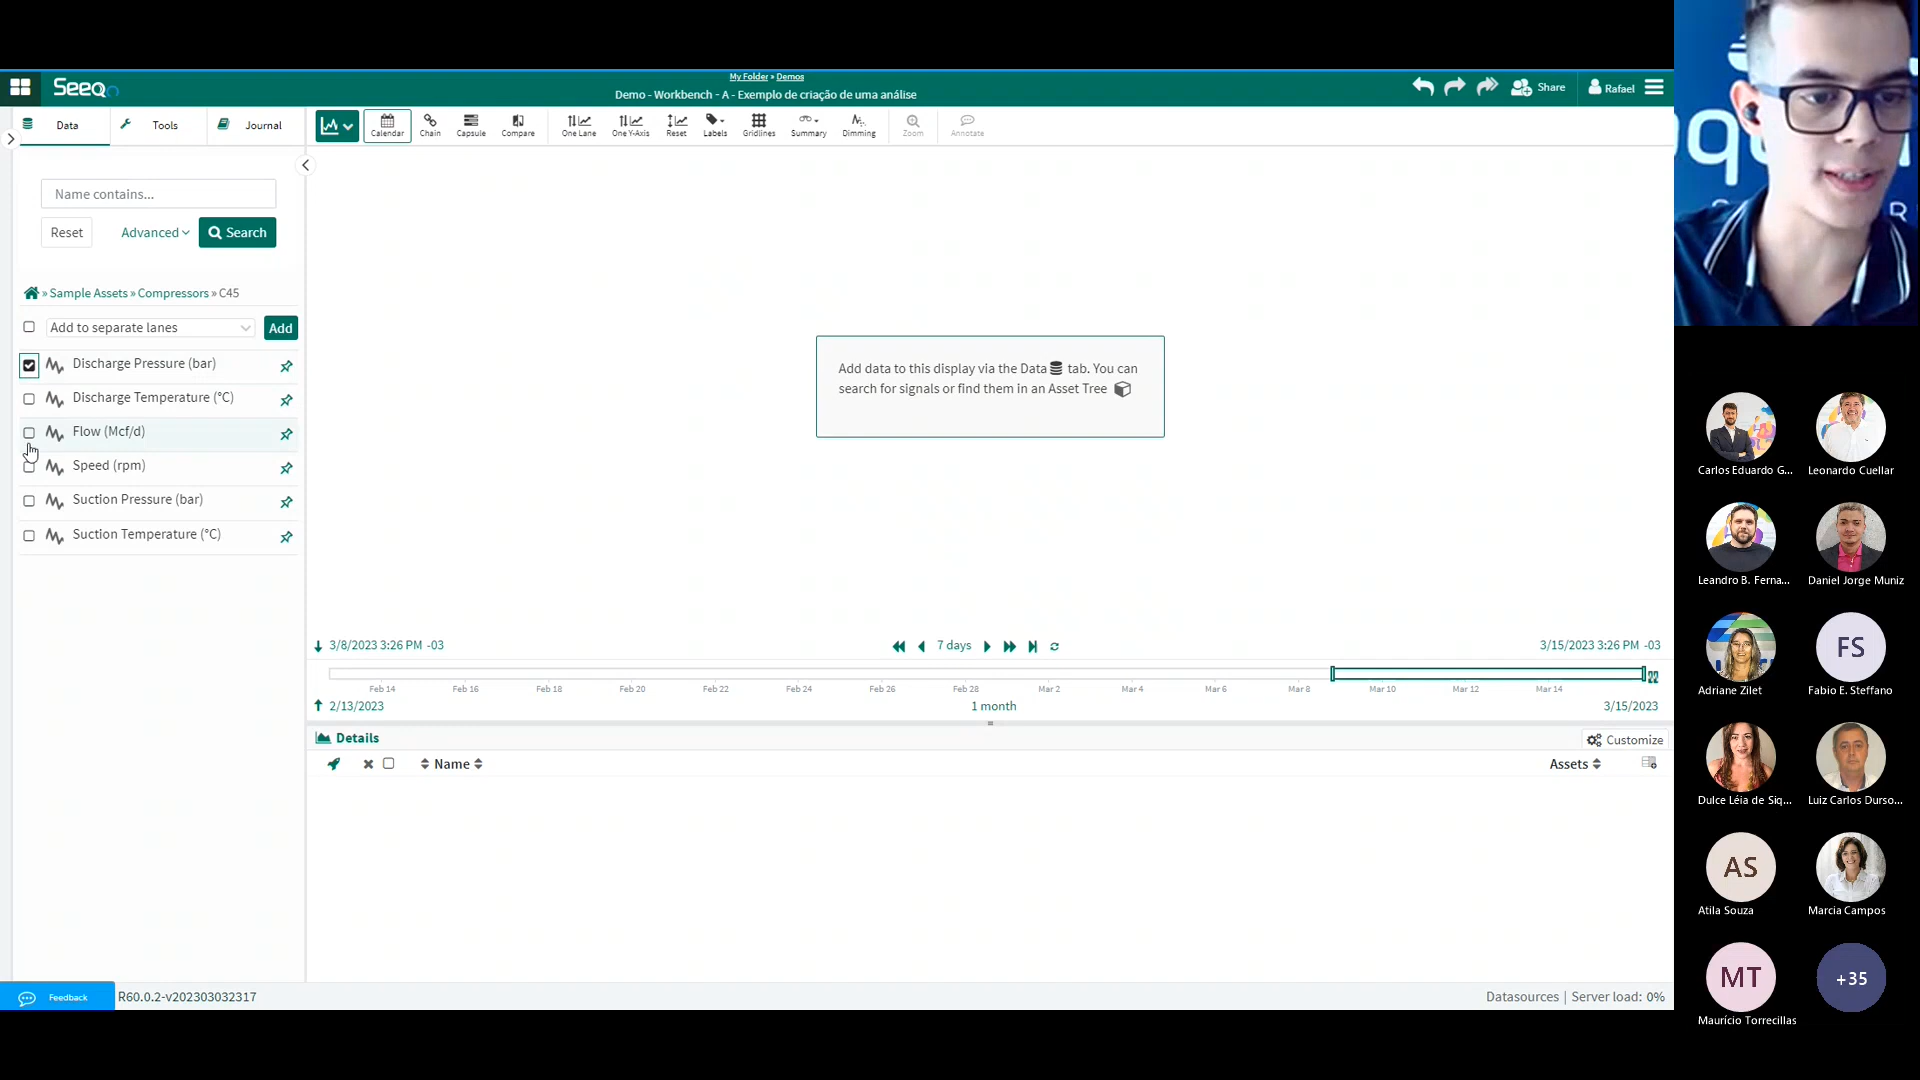 Seeq
My Folder » Demos
Demo - Workbench - A - Exemplo de criação de uma análise
Share
Rafael
Data
Tools
Journal
Calendar
Chain
Capsule
Compare
One Lane
One Y-Axis
Reset
Labels
Gridlines
Summary
Dimming
Zoom
Annotate
Name contains...
Reset
Advanced
Search
» Sample Assets » Compressors » C45
Add to separate lanes
Add
Discharge Pressure (bar)
Discharge Temperature (°C)
Flow (Mcf/d)
Speed (rpm)
Suction Pressure (bar)
Suction Temperature (°C)
Add data to this display via the Data tab. You can
search for signals or find them in an Asset Tree
3/8/2023 3:26 PM -03
7 days
3/15/2023 3:26 PM -03
Feb 14
Feb 16
Feb 18
Feb 20
Feb 22
Feb 24
Feb 26
Feb 28
Mar 2
Mar 4
Mar 6
Mar 8
Mar 10
Mar 12
Mar 14
2/13/2023
1 month
3/15/2023
Details
Customize
Name
Assets
Feedback
R60.0.2-v202303032317
Datasources | Server load: 0%
Carlos Eduardo G...
Leonardo Cuellar
Leandro B. Ferna...
Daniel Jorge Muniz
Adriane Zilet
FS
Fabio E. Steffano
Dulce Léia de Siq...
Luiz Carlos Durso...
AS
Atila Souza
Marcia Campos
MT
Maurício Torrecillas
+35